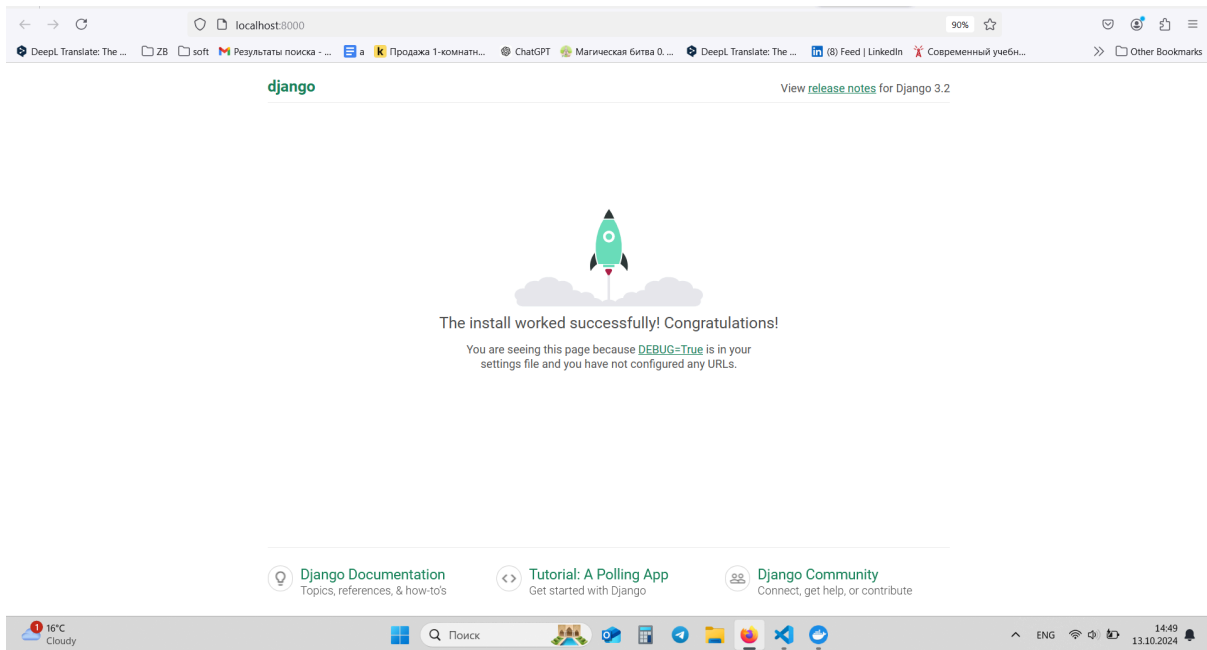 localhost:8000
90%
DeepL Translate: The ... ZB soft Результаты поиска - ... a Продажа 1-комнатн... ChatGPT Магическая битва 0. ... DeepL Translate: The ... (8) Feed | LinkedIn Современный учебн... Other Bookmarks
django
View release notes for Django 3.2
The install worked successfully! Congratulations!
You are seeing this page because DEBUG=True is in your
settings file and you have not configured any URLs.
Django Documentation
Topics, references, & how-to's
Tutorial: A Polling App
Get started with Django
Django Community
Connect, get help, or contribute
1
16°C
Cloudy
Поиск
ENG
14:49
13.10.2024